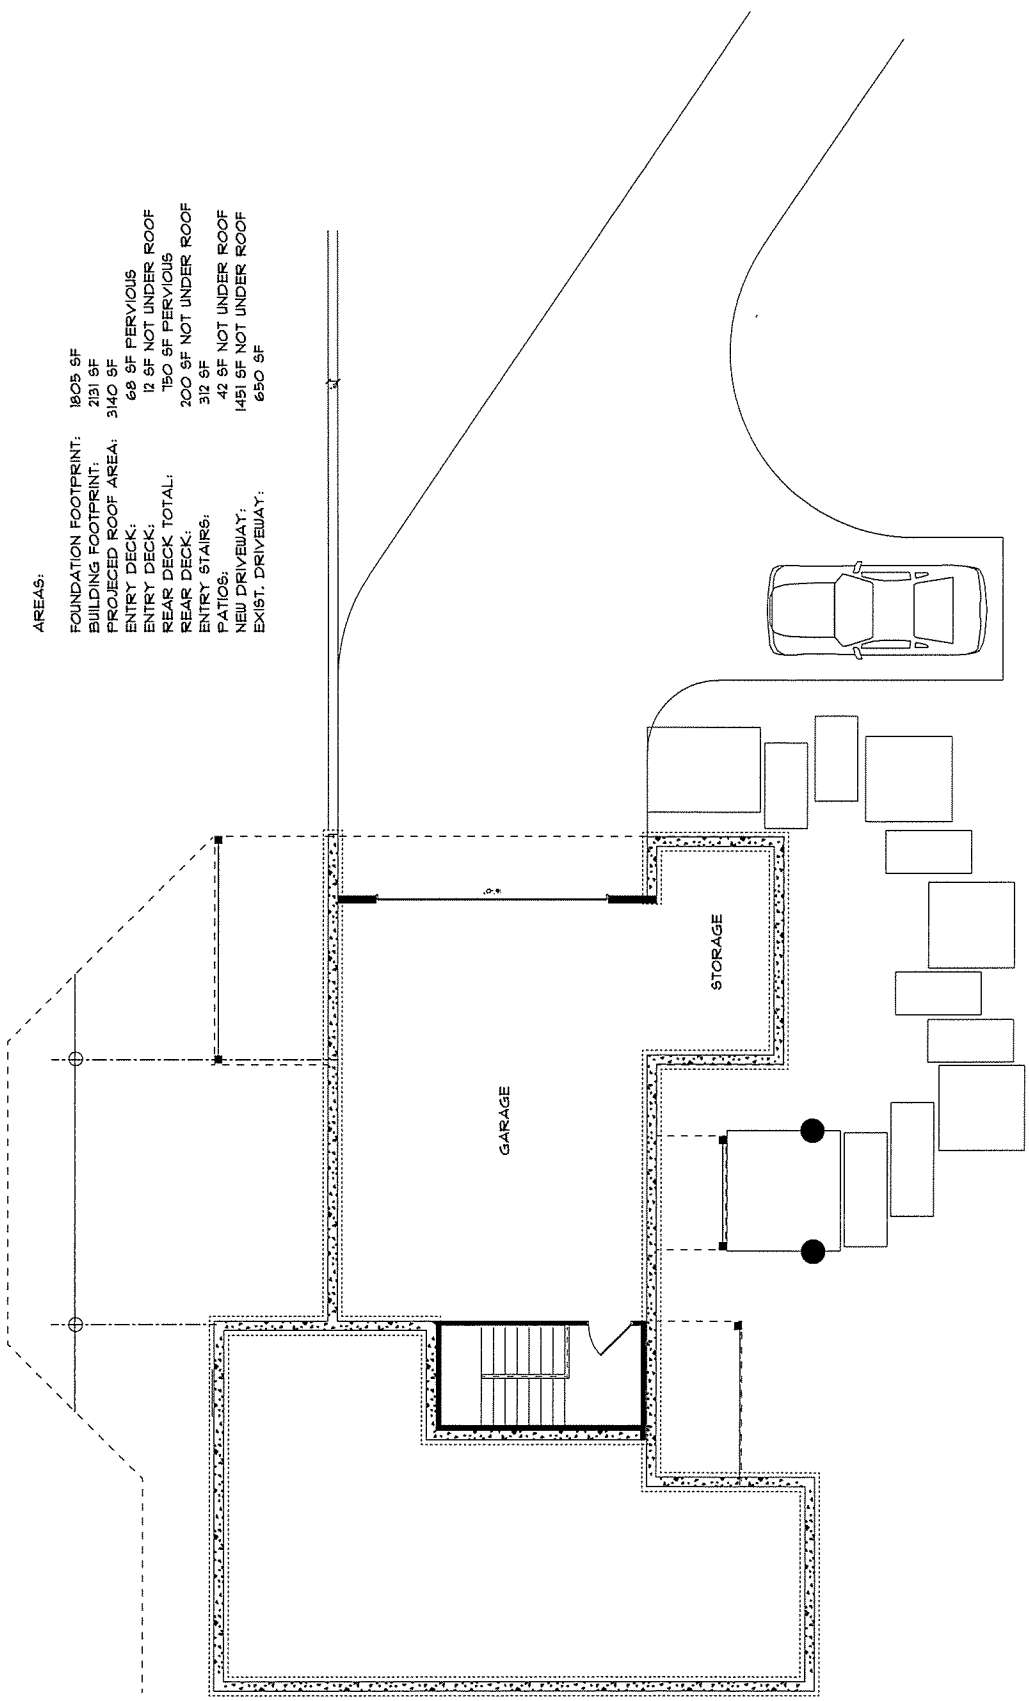 AREAS:
FOUNDATION FOOTPRINT: 1805 SF
BUILDING FOOTPRINT: 2131 SF
PROJECED ROOF AREA: 3140 SF
ENTRY DECK: 68 SF PERVIOUS
ENTRY DECK: 12 SF NOT UNDER ROOF
REAR DECK TOTAL: 750 SF PERVIOUS
REAR DECK: 200 SF NOT UNDER ROOF
ENTRY STAIRS: 312 SF
PATIOS: 42 SF NOT UNDER ROOF
NEW DRIVEWAY: 1451 SF NOT UNDER ROOF
EXIST. DRIVEWAY: 650 SF
GARAGE
STORAGE